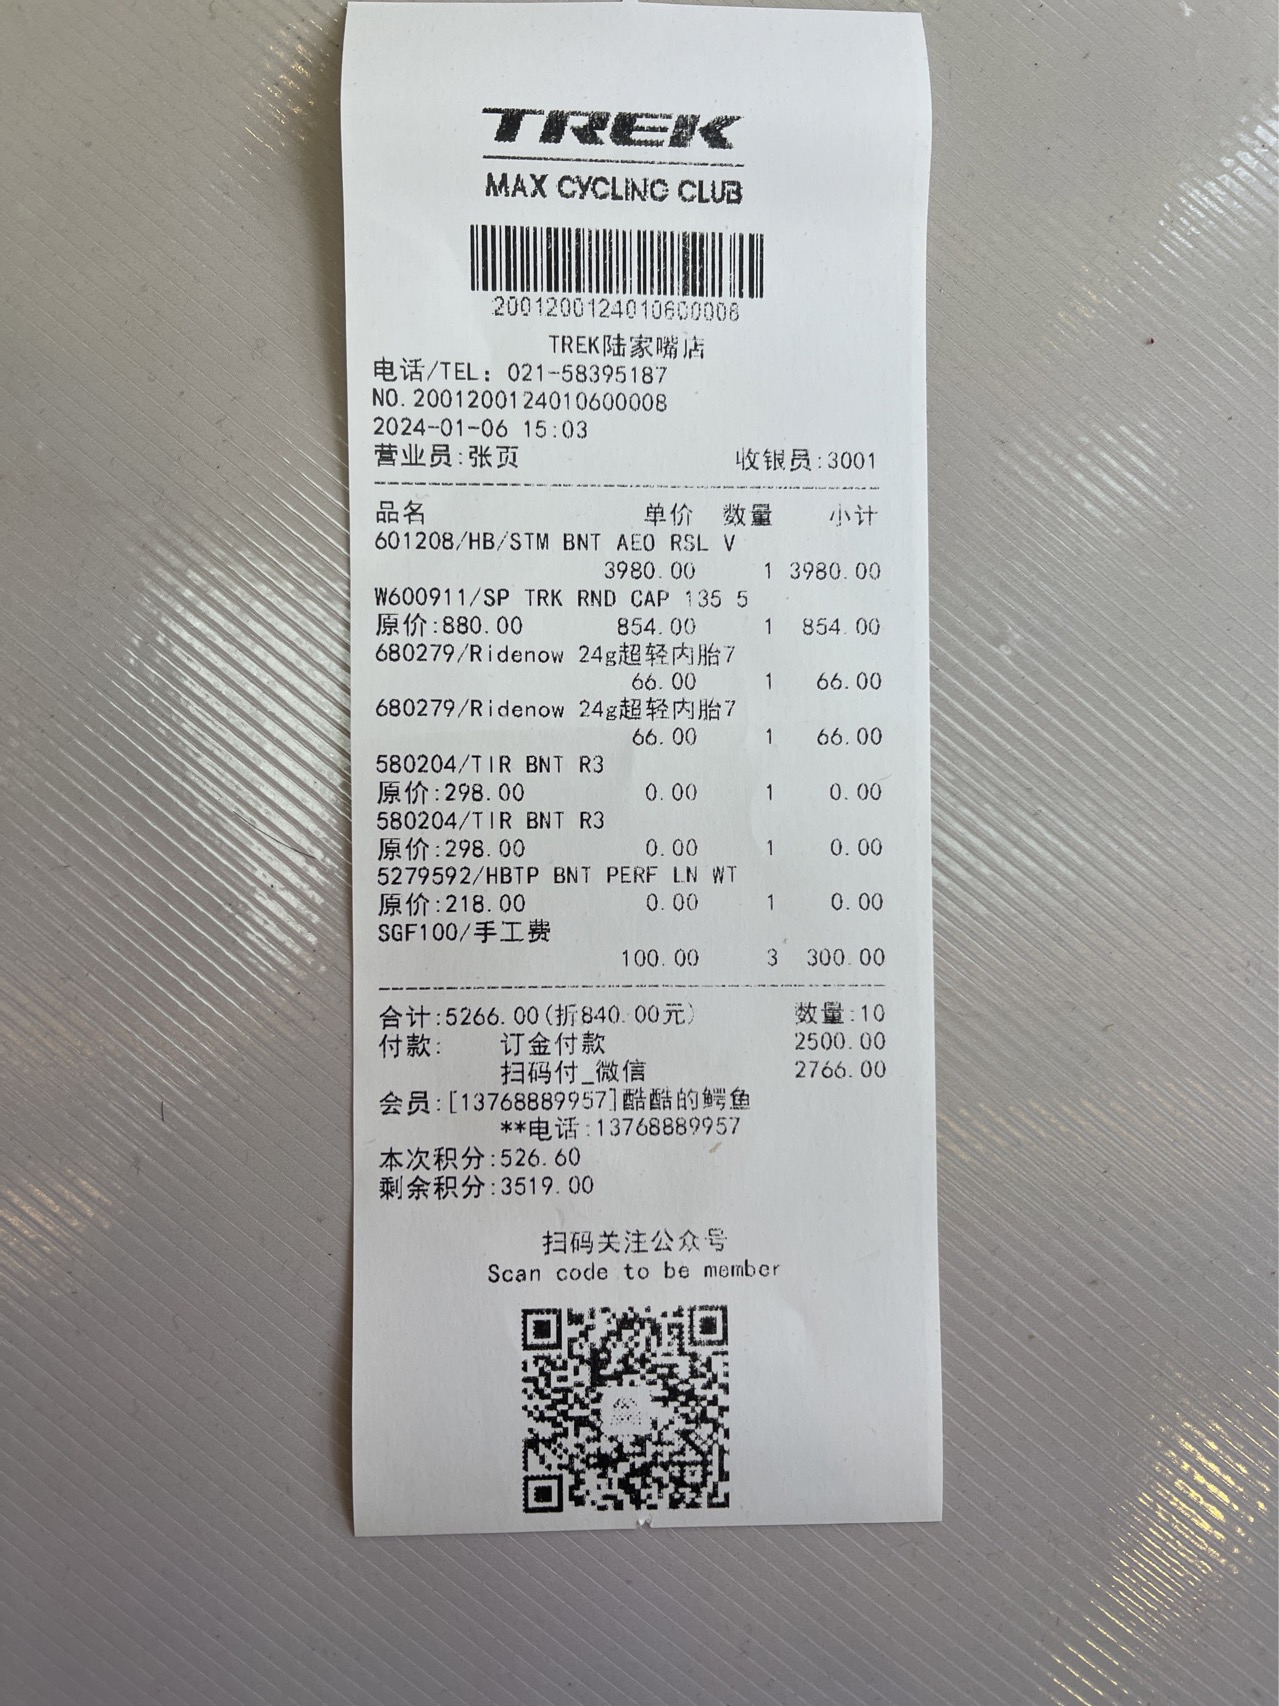 TREK
MAX CYCLING CLUB
2001200124010600008
TREK陆家嘴店
电话/TEL: 021-58395187
NO.2001200124010600008
2024-01-06 15:03
营业员:张页 收银员:3001
品名 单价 数量 小计
601208/HB/STM BNT AEO RSL V
3980.00 1 3980.00
W600911/SP TRK RND CAP 135 5
原价:880.00 854.00 1 854.00
680279/Ridenow 24g超轻内胎7
66.00 1 66.00
680279/Ridenow 24g超轻内胎7
66.00 1 66.00
580204/TIR BNT R3
原价:298.00 0.00 1 0.00
580204/TIR BNT R3
原价:298.00 0.00 1 0.00
5279592/HBTP BNT PERF LN WT
原价:218.00 0.00 1 0.00
SGF100/手工费
100.00 3 300.00
合计:5266.00(折840.00元) 数量:10
付款: 订金付款 2500.00
扫码付_微信 2766.00
会员:[13768889957]酷酷的鳄鱼
**电话:13768889957
本次积分:526.60
剩余积分:3519.00
扫码关注公众号
Scan code to be member